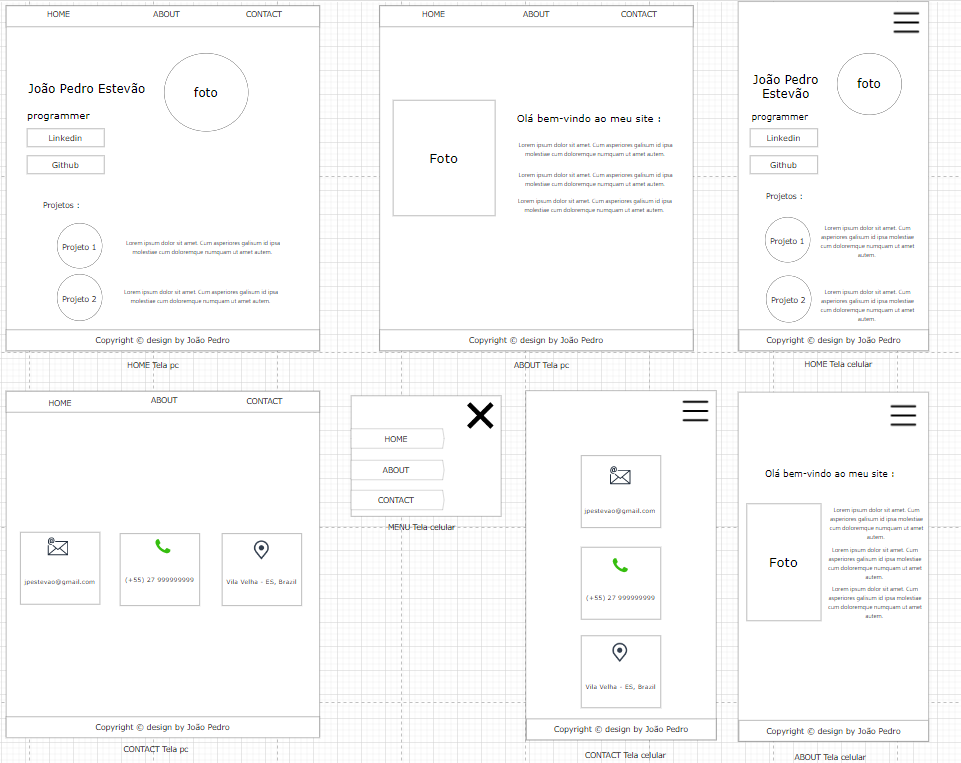 HOME ABOUT CONTACT
João Pedro Estevão
foto
programmer
Linkedin
Github
Projetos :
Projeto 1
Lorem ipsum dolor sit amet. Cum asperiores galisum id ipsa
molestiae cum doloremque numquam ut amet autem.
Projeto 2
Lorem ipsum dolor sit amet. Cum asperiores galisum id ipsa
molestiae cum doloremque numquam ut amet autem.
Copyright © design by João Pedro
HOME Tela pc
HOME ABOUT CONTACT
Foto
Olá bem-vindo ao meu site :
Lorem ipsum dolor sit amet. Cum asperiores galisum id ipsa
molestiae cum doloremque numquam ut amet autem.
Lorem ipsum dolor sit amet. Cum asperiores galisum id ipsa
molestiae cum doloremque numquam ut amet autem.
Lorem ipsum dolor sit amet. Cum asperiores galisum id ipsa
molestiae cum doloremque numquam ut amet autem.
Copyright © design by João Pedro
ABOUT Tela pc
João Pedro
Estevão
foto
programmer
Linkedin
Github
Projetos :
Projeto 1
Lorem ipsum dolor sit amet. Cum
asperiores galisum id ipsa molestiae
cum doloremque numquam ut amet
autem.
Projeto 2
Lorem ipsum dolor sit amet. Cum
asperiores galisum id ipsa molestiae
cum doloremque numquam ut amet
autem.
Copyright © design by João Pedro
HOME Tela celular
HOME ABOUT CONTACT
jpestevao@gmail.com
(+55) 27 999999999
Vila Velha - ES, Brazil
Copyright © design by João Pedro
CONTACT Tela pc
HOME
ABOUT
CONTACT
MENU Tela celular
jpestevao@gmail.com
(+55) 27 999999999
Vila Velha - ES, Brazil
Copyright © design by João Pedro
CONTACT Tela celular
Olá bem-vindo ao meu site :
Foto
Lorem ipsum dolor sit amet. Cum
asperiores galisum id ipsa molestiae
cum doloremque numquam ut amet
autem.
Lorem ipsum dolor sit amet. Cum
asperiores galisum id ipsa molestiae
cum doloremque numquam ut amet
autem.
Lorem ipsum dolor sit amet. Cum
asperiores galisum id ipsa molestiae
cum doloremque numquam ut amet
autem.
Copyright © design by João Pedro
ABOUT Tela celular